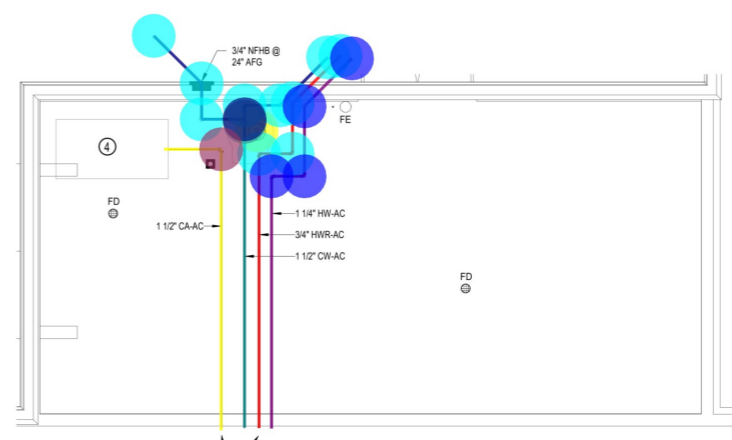 3/4" NFHB @
24" AFG
FE
4
FD
1 1/2" CA-AC
1 1/4" HW-AC
3/4" HWR-AC
1 1/2" CW-AC
FD